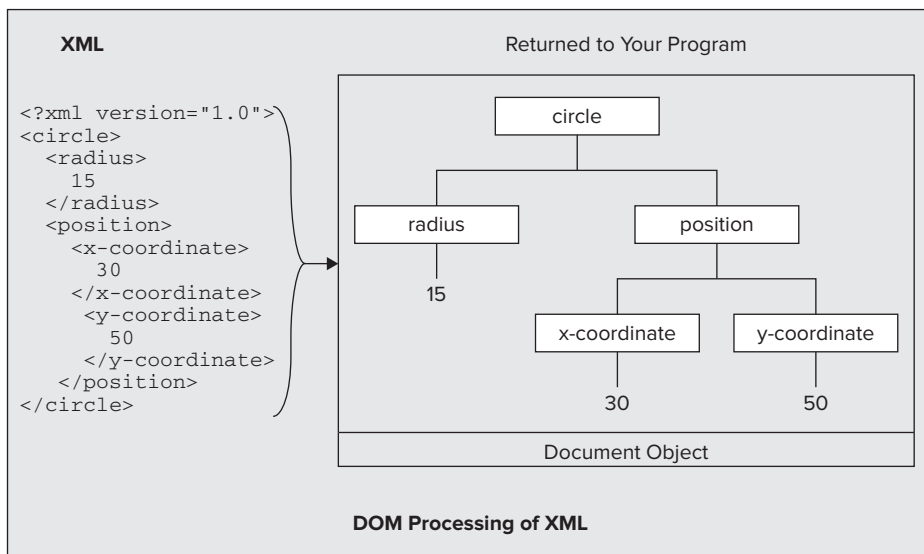 XML
<?xml version="1.0">
<circle>
<radius>
15
</radius>
<position>
<x-coordinate>
30
</x-coordinate>
<y-coordinate>
50
</y-coordinate>
</position>
</circle>
Returned to Your Program
circle
radius
position
15
x-coordinate
y-coordinate
30
50
Document Object
DOM Processing of XML